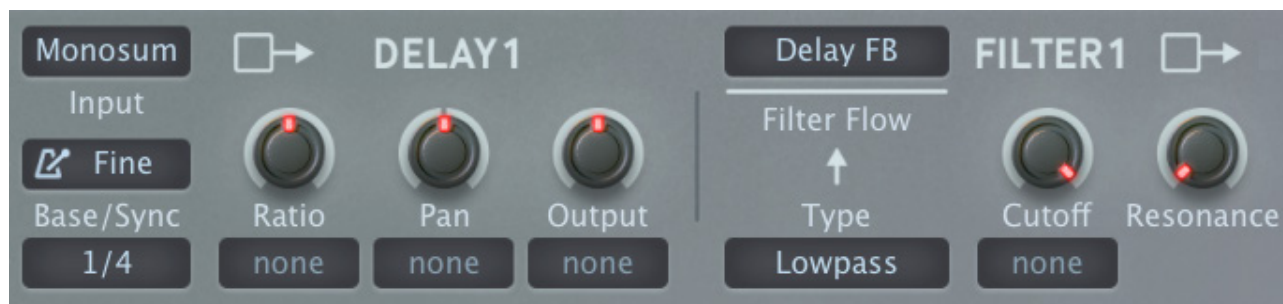 Monosum
Input
Fine
Base/Sync
1/4
DELAY1
Ratio
Pan
Output
none
none
none
Delay FB
Filter Flow
Type
Lowpass
FILTER1
Cutoff
Resonance
none